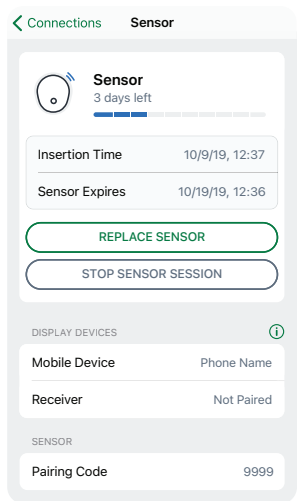 Connections Sensor
Sensor
3 days left
Insertion Time 10/9/19, 12:37
Sensor Expires 10/19/19, 12:36
REPLACE SENSOR
STOP SENSOR SESSION
DISPLAY DEVICES
Mobile Device Phone Name
Receiver Not Paired
SENSOR
Pairing Code 9999